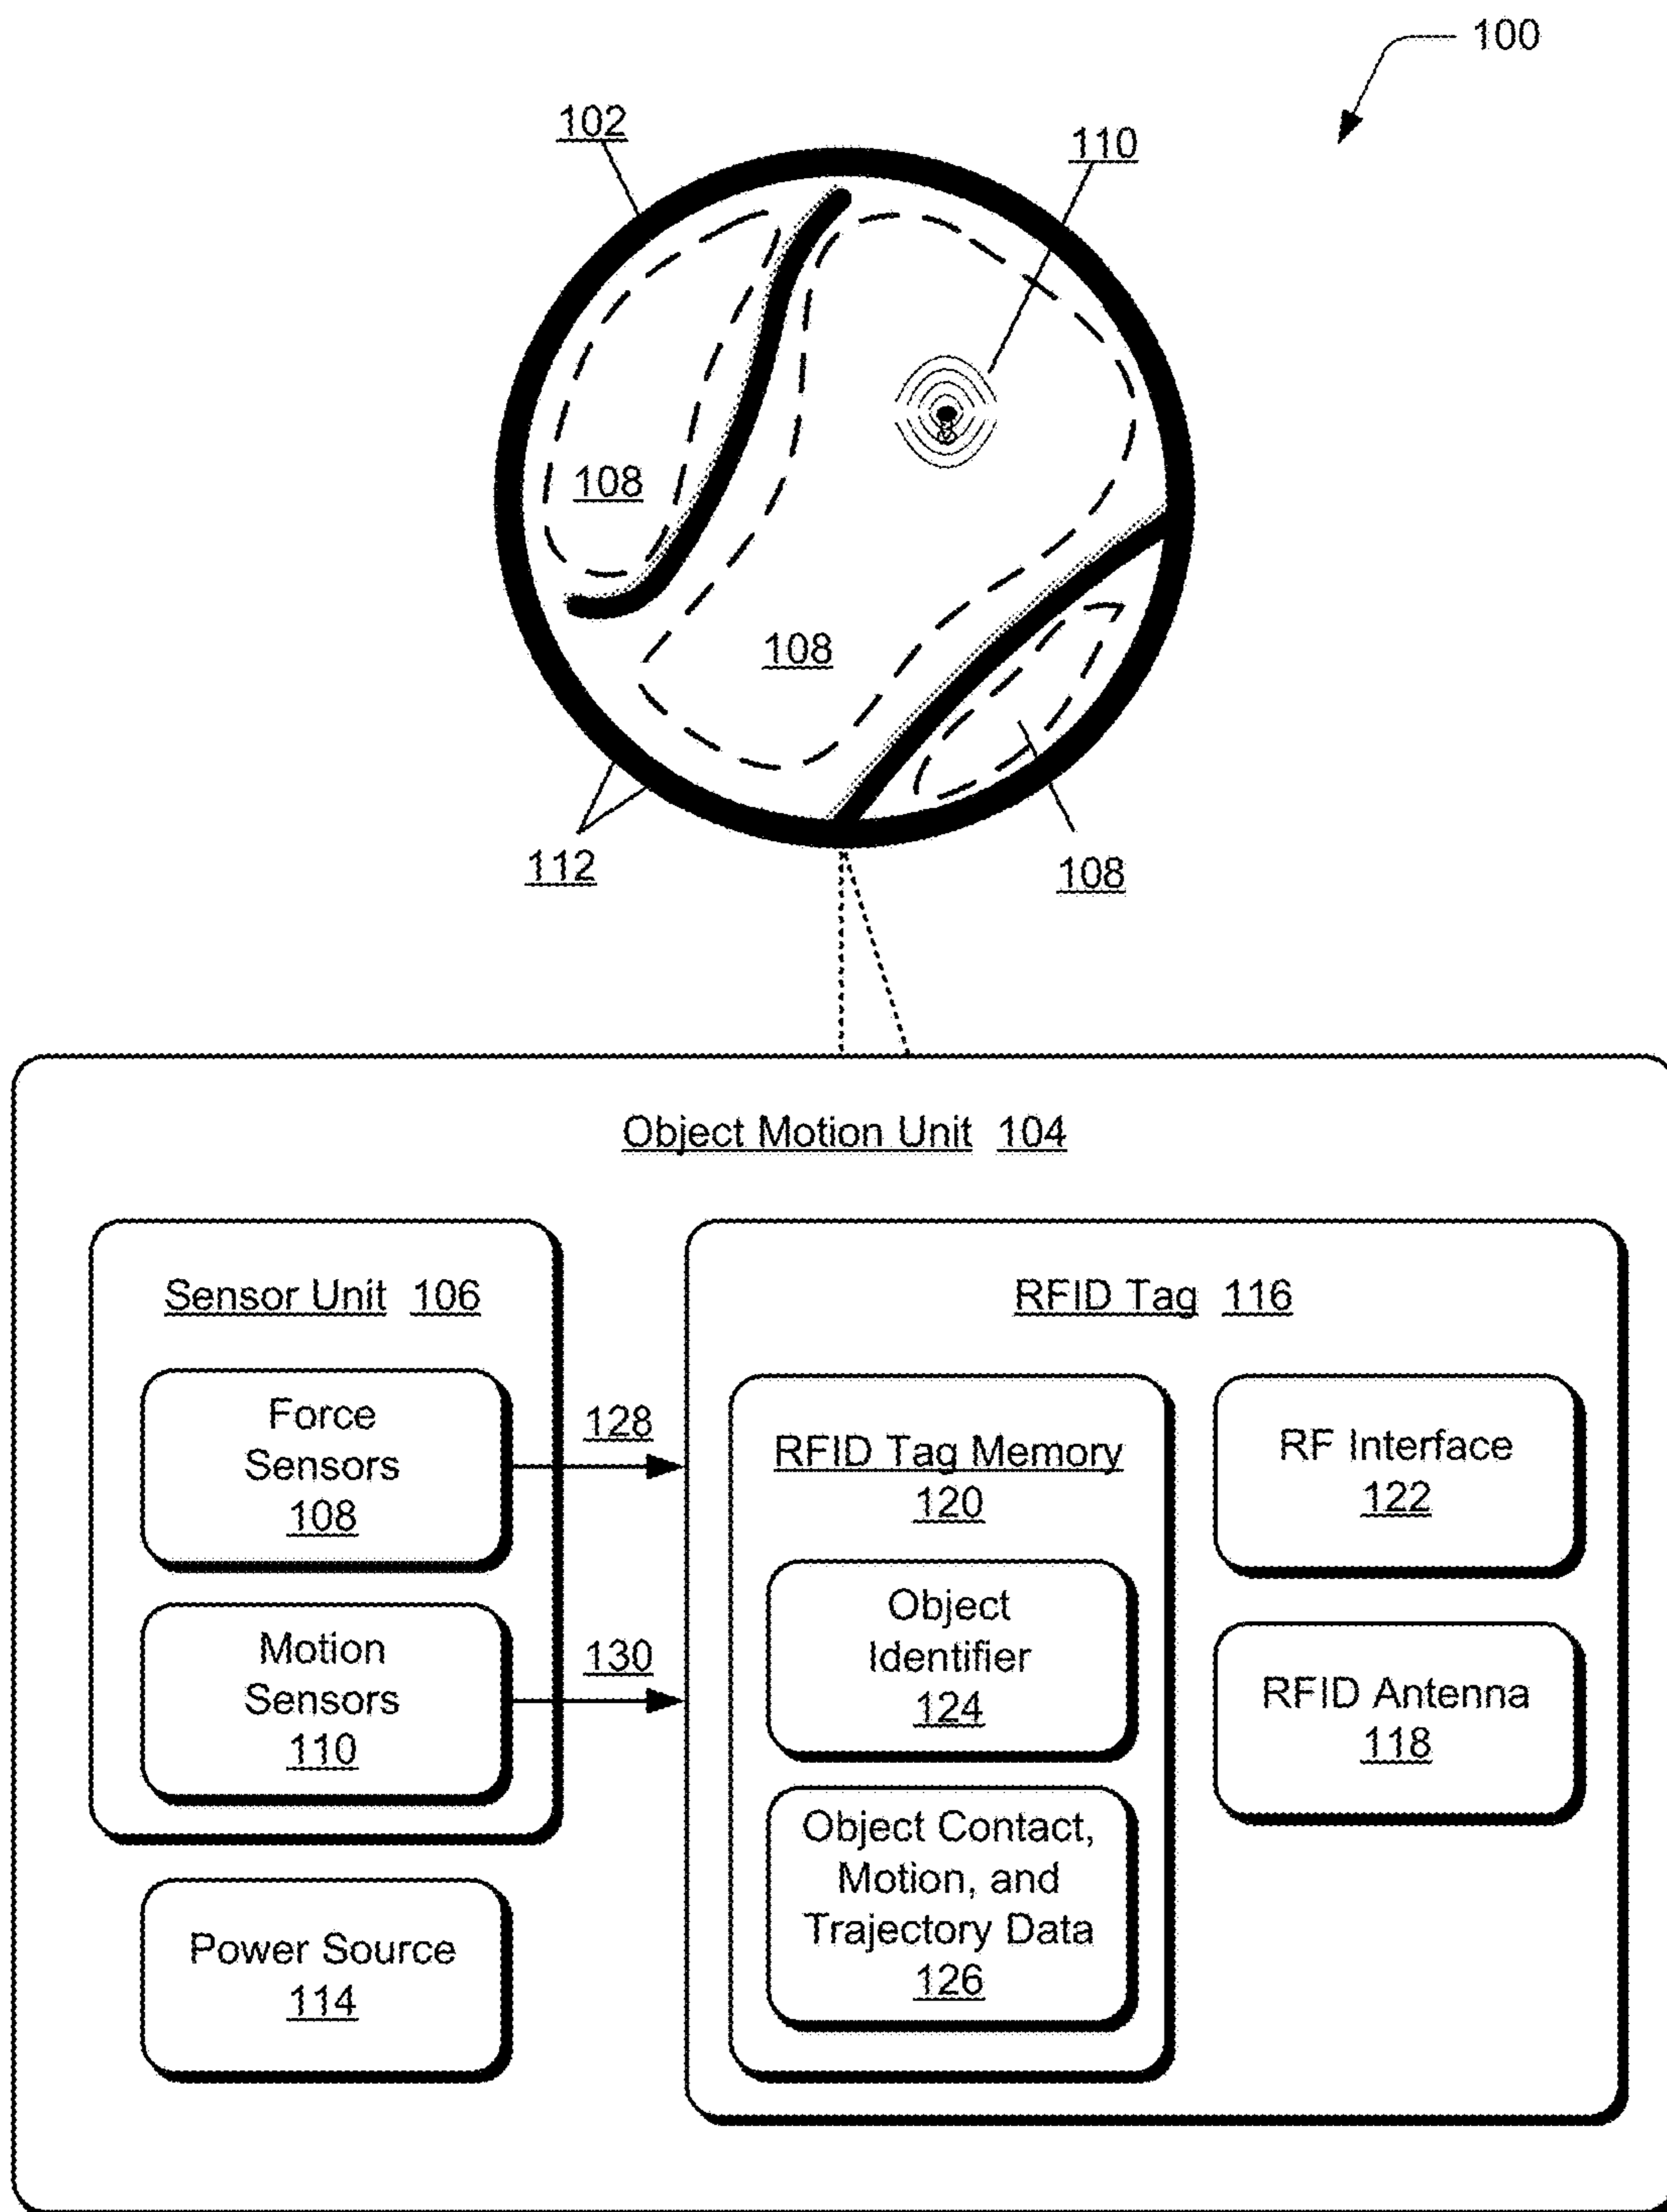 100
102
110
108
108
112
108
Object Motion Unit 104
Sensor Unit 106
Force
Sensors
108
Motion
Sensors
110
Power Source
114
128
130
RFID Tag 116
RFID Tag Memory
120
Object
Identifier
124
Object Contact,
Motion, and
Trajectory Data
126
RF Interface
122
RFID Antenna
118